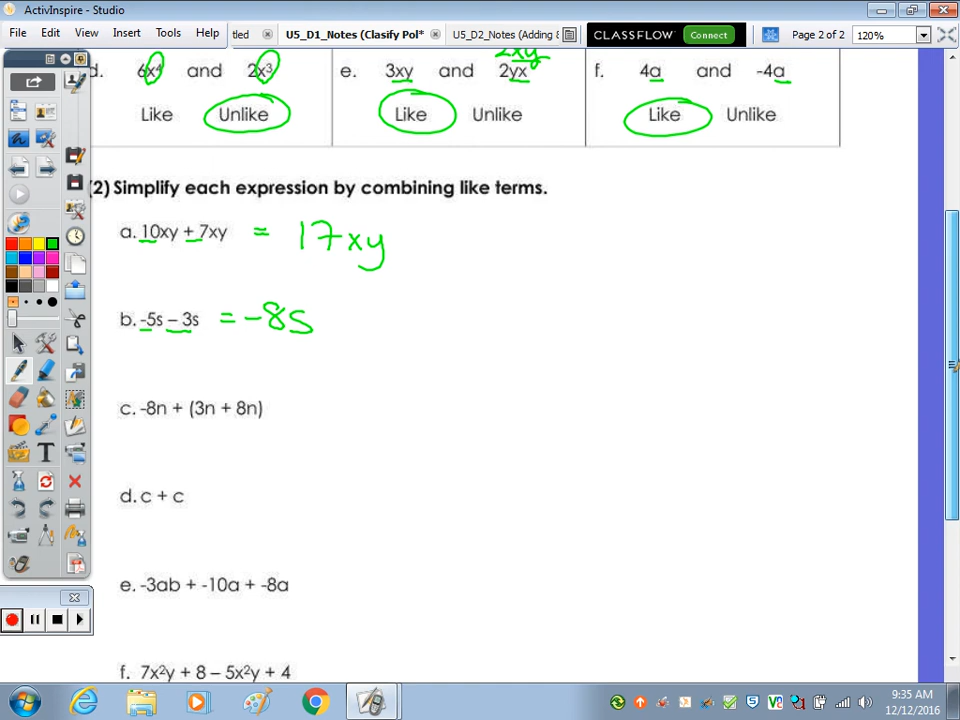 ActivInspire - Studio
File Edit View Insert Tools Help tled U5_D1_Notes (Clasify Pol* U5_D2_Notes (Adding & CLASSFLOW Connect Page 2 of 2 120%
2xy
d. 6x⁴ and 2x³ e. 3xy and 2yx f. 4a and -4a
Like Unlike Like Unlike Like Unlike
(2) Simplify each expression by combining like terms.
a. 10xy + 7xy = 17xy
b. -5s – 3s = -8s
c. -8n + (3n + 8n)
d. c + c
e. -3ab + -10a + -8a
f. 7x²y + 8 – 5x²y + 4
9:35 AM
12/12/2016